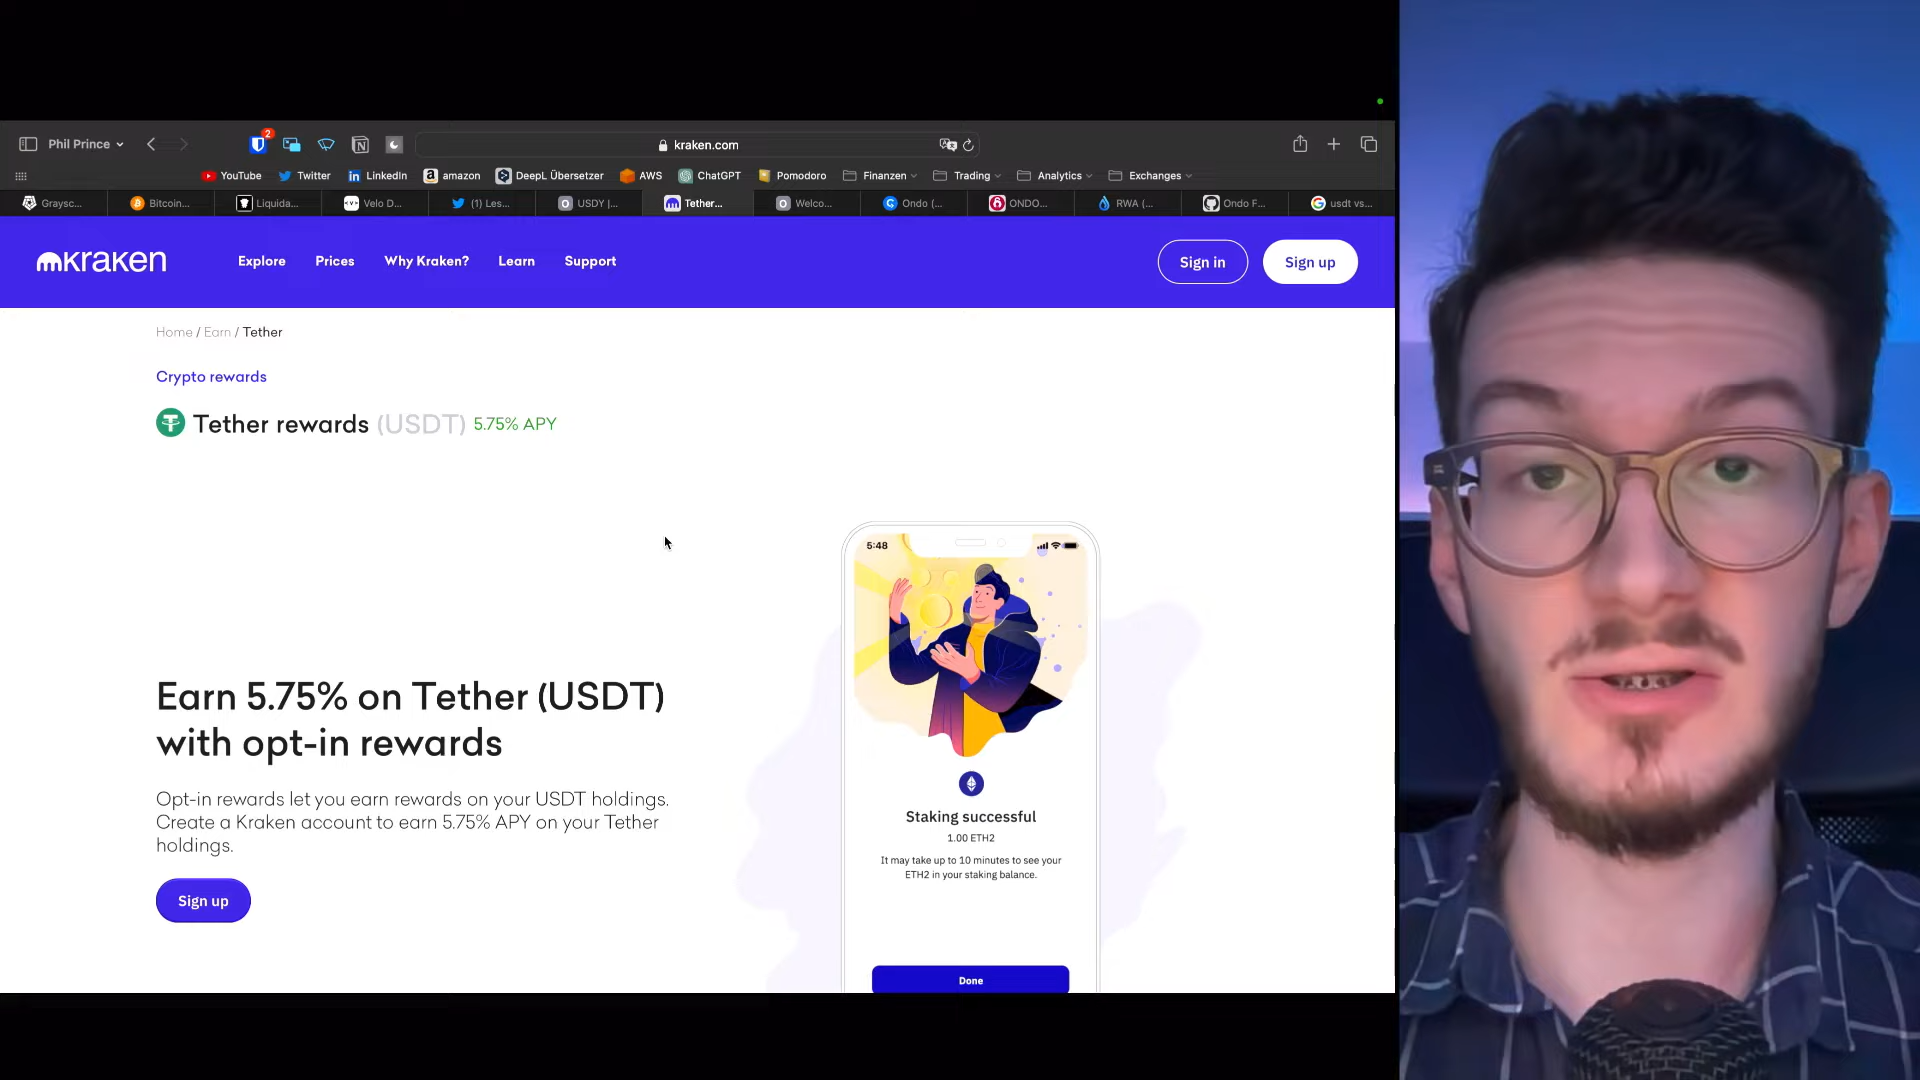 Phil Prince
2
kraken.com
YouTube
Twitter
LinkedIn
amazon
DeepL Übersetzer
AWS
ChatGPT
Pomodoro
Finanzen
Trading
Analytics
Exchanges
Graysc...
Bitcoin...
Liquida...
Velo D...
(1) Les...
USDY |...
Tether...
Welco...
Ondo (...
ONDO...
RWA (...
Ondo F...
usdt vs...
mkraken
Explore
Prices
Why Kraken?
Learn
Support
Sign in
Sign up
Home / Earn / Tether
Crypto rewards
Tether rewards (USDT) 5.75% APY
5:48
Earn 5.75% on Tether (USDT)
with opt-in rewards
Opt-in rewards let you earn rewards on your USDT holdings.
Create a Kraken account to earn 5.75% APY on your Tether
holdings.
Sign up
Staking successful
1.00 ETH2
It may take up to 10 minutes to see your
ETH2 in your staking balance.
Done